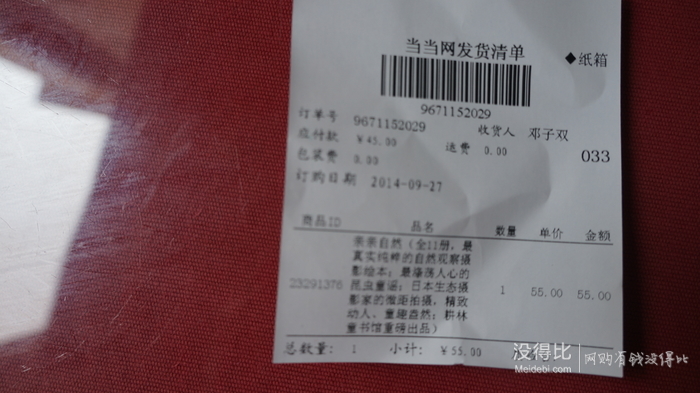 当当网发货清单
◆纸箱
9671152029
订单号 9671152029 收货人 邓子双
应付款 ¥45.00 送费 0.00
包装费 0.00 033
订购日期 2014-09-27
商品ID 品名 数量 单价 金额
亲亲自然（全11册，最
真实纯粹的自然观察摄
影绘本；最漾荡人心的
昆虫童谣；日本生态摄
23291376 1 55.00 55.00
影家的微距拍摄，精致
动人、童趣盎然；耕林
童书馆重磅出品）
总数量： 1 小计： ¥55.00
没得比 网购有钱没得比
Meidebi.com